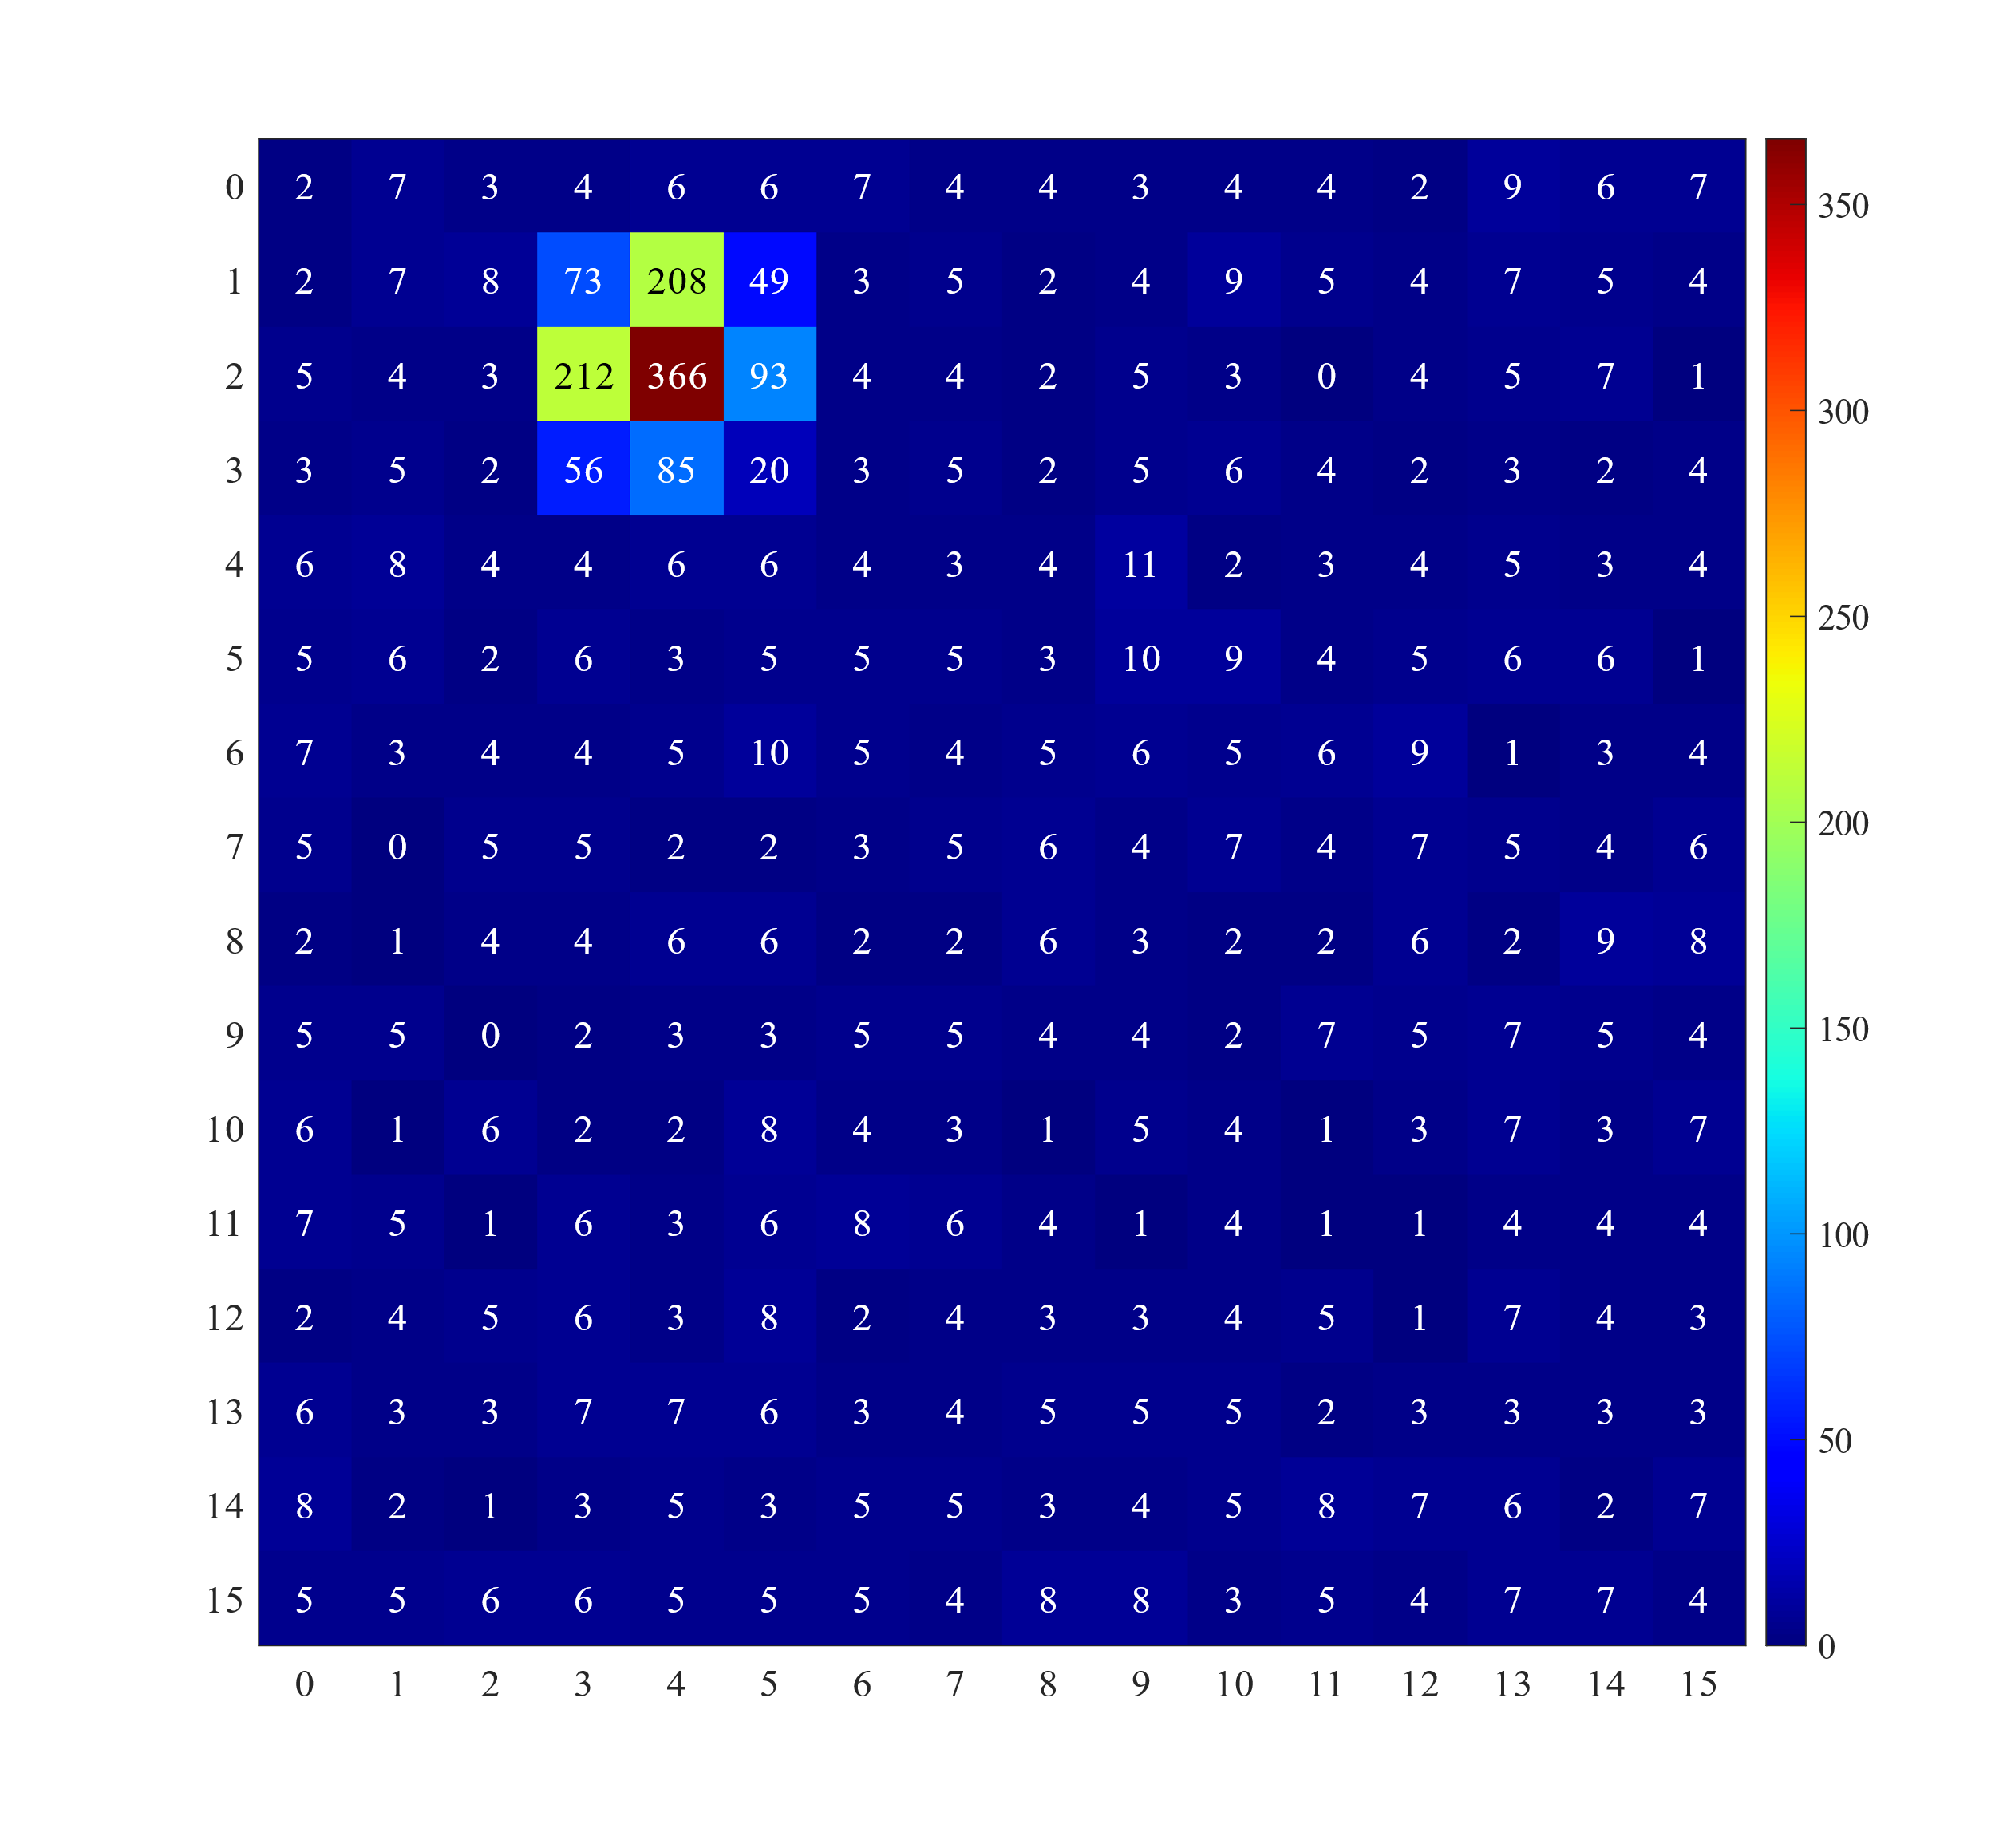 0 2 7 3 4 6 6 7 4 4 3 4 4 2 9 6 7
1 2 7 8 73 208 49 3 5 2 4 9 5 4 7 5 4
2 5 4 3 212 366 93 4 4 2 5 3 0 4 5 7 1
3 3 5 2 56 85 20 3 5 2 5 6 4 2 3 2 4
4 6 8 4 4 6 6 4 3 4 11 2 3 4 5 3 4
5 5 6 2 6 3 5 5 5 3 10 9 4 5 6 6 1
6 7 3 4 4 5 10 5 4 5 6 5 6 9 1 3 4
7 5 0 5 5 2 2 3 5 6 4 7 4 7 5 4 6
8 2 1 4 4 6 6 2 2 6 3 2 2 6 2 9 8
9 5 5 0 2 3 3 5 5 4 4 2 7 5 7 5 4
10 6 1 6 2 2 8 4 3 1 5 4 1 3 7 3 7
11 7 5 1 6 3 6 8 6 4 1 4 1 1 4 4 4
12 2 4 5 6 3 8 2 4 3 3 4 5 1 7 4 3
13 6 3 3 7 7 6 3 4 5 5 5 2 3 3 3 3
14 8 2 1 3 5 3 5 5 3 4 5 8 7 6 2 7
15 5 5 6 6 5 5 5 4 8 8 3 5 4 7 7 4
0 1 2 3 4 5 6 7 8 9 10 11 12 13 14 15
350
300
250
200
150
100
50
0